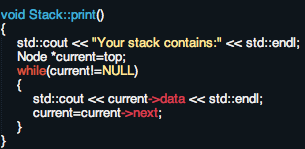 void Stack::print()
{
std::cout << "Your stack contains:" << std::endl;
Node *current=top;
while(current!=NULL)
{
std::cout << current->data << std::endl;
current=current->next;
}
}